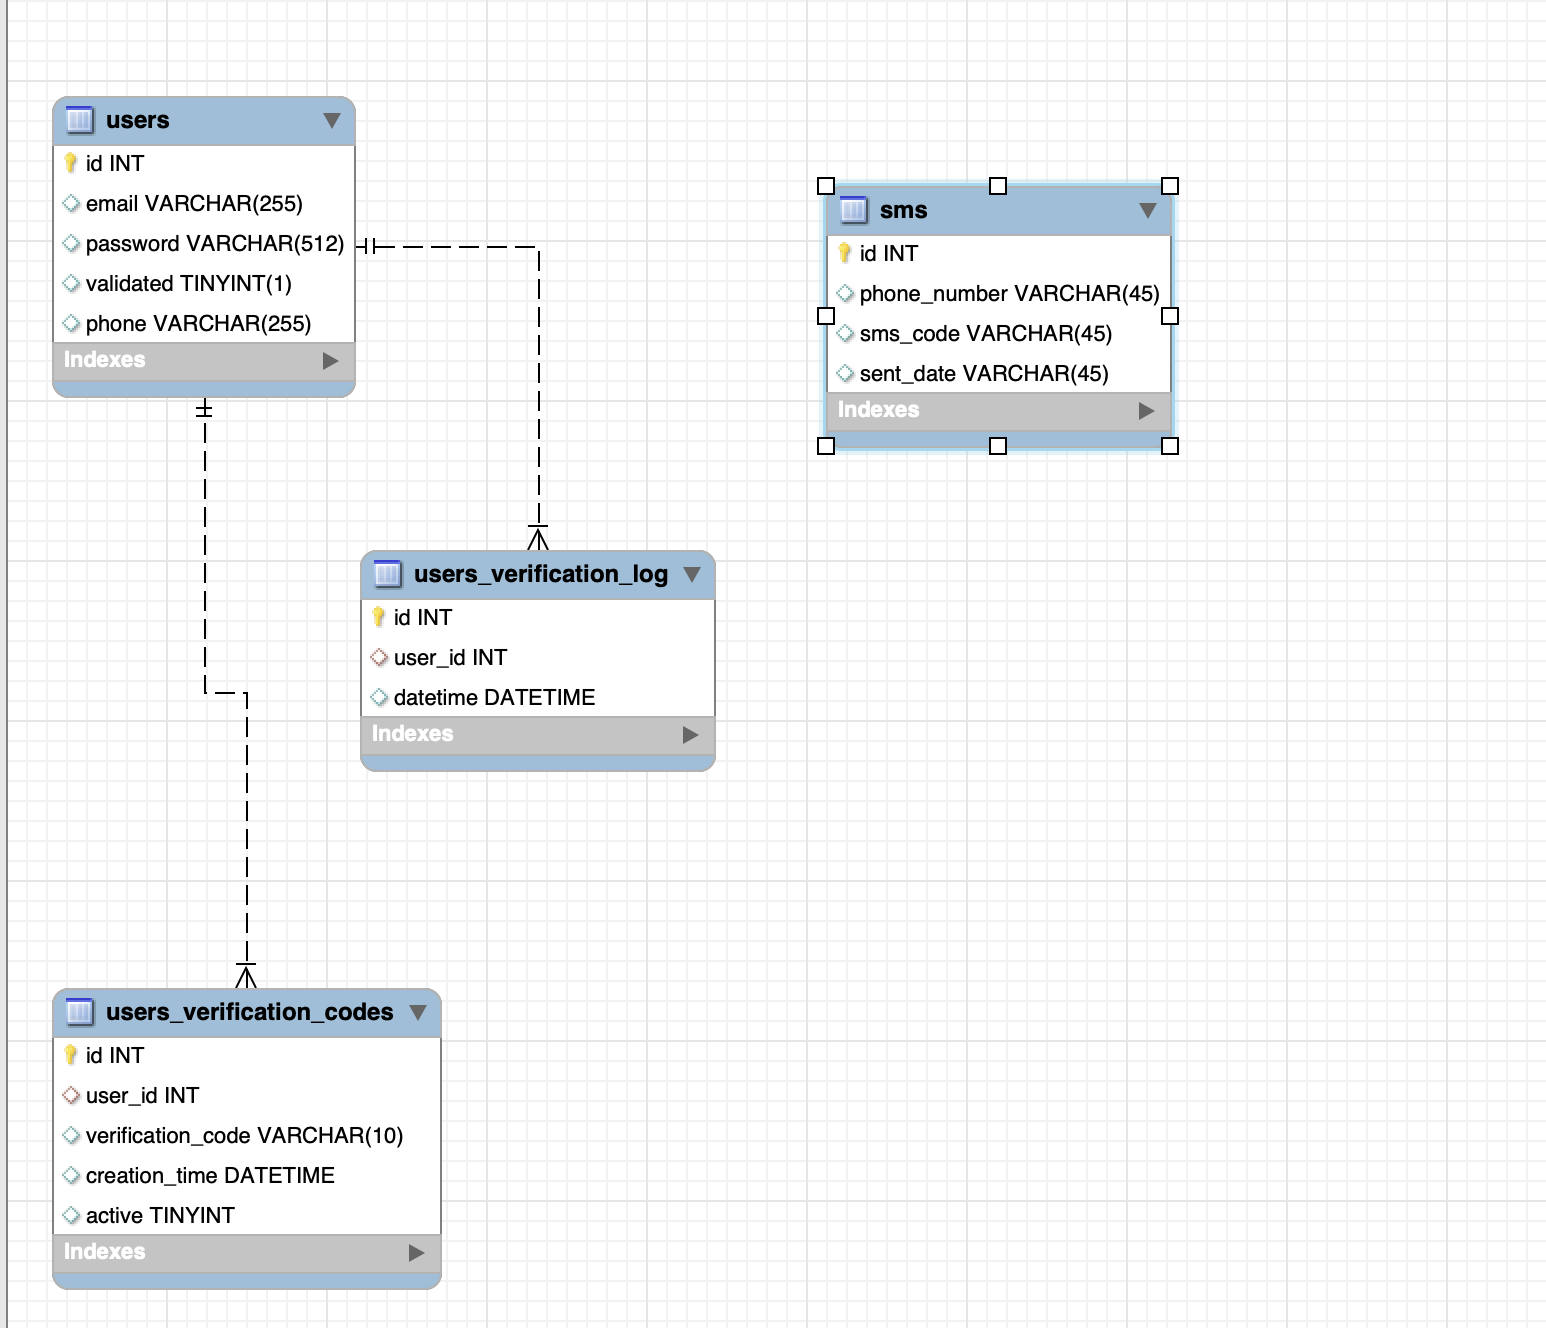 users
id INT
email VARCHAR(255)
password VARCHAR(512)
validated TINYINT(1)
phone VARCHAR(255)
Indexes
sms
id INT
phone_number VARCHAR(45)
sms_code VARCHAR(45)
sent_date VARCHAR(45)
Indexes
users_verification_log
id INT
user_id INT
datetime DATETIME
Indexes
users_verification_codes
id INT
user_id INT
verification_code VARCHAR(10)
creation_time DATETIME
active TINYINT
Indexes